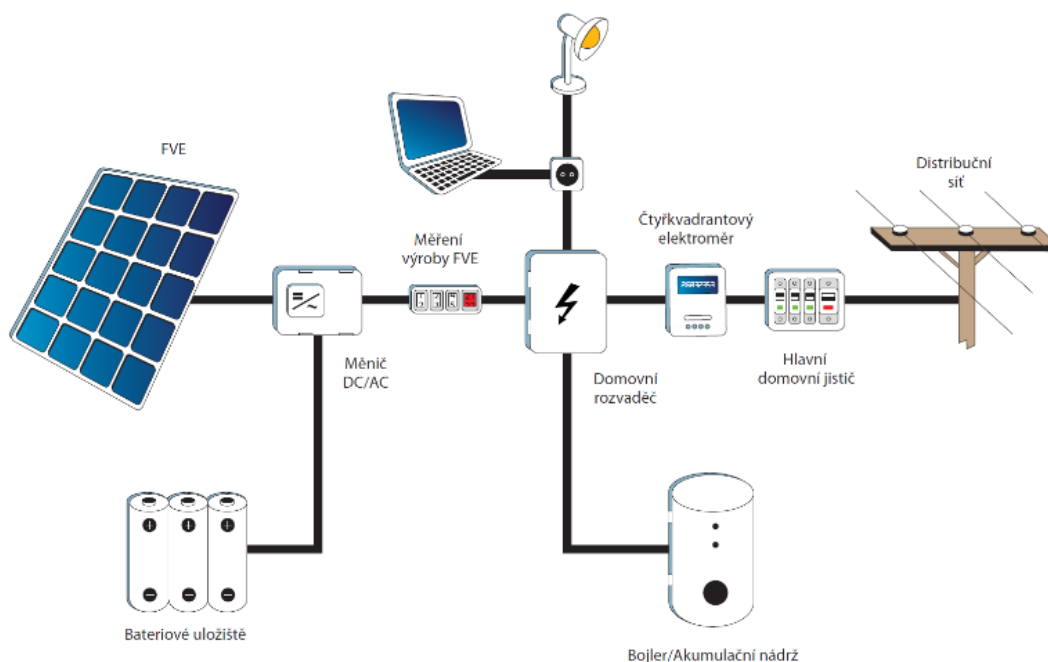 FVE
Distribuční
síť
Čtyřkvadrantový
elektroměr
Měření
výroby FVE
Měnič
DC/AC
Domovní
rozvaděč
Hlavní
domovní jistič
Bateriové uložiště
Bojler/Akumulační nádrž